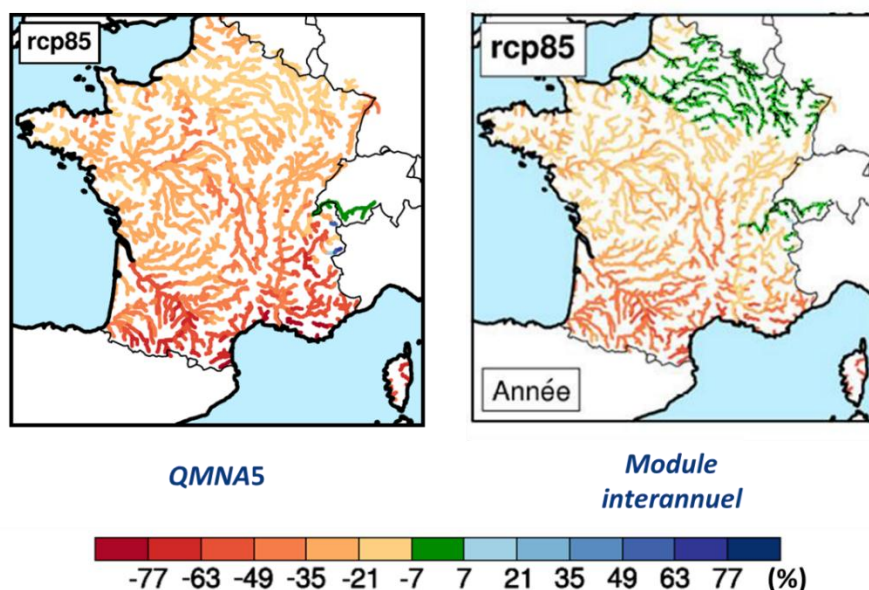 rcp85
rcp85
Année
QMNA5
Module
interannuel
-77 -63 -49 -35 -21 -7 7 21 35 49 63 77 (%)